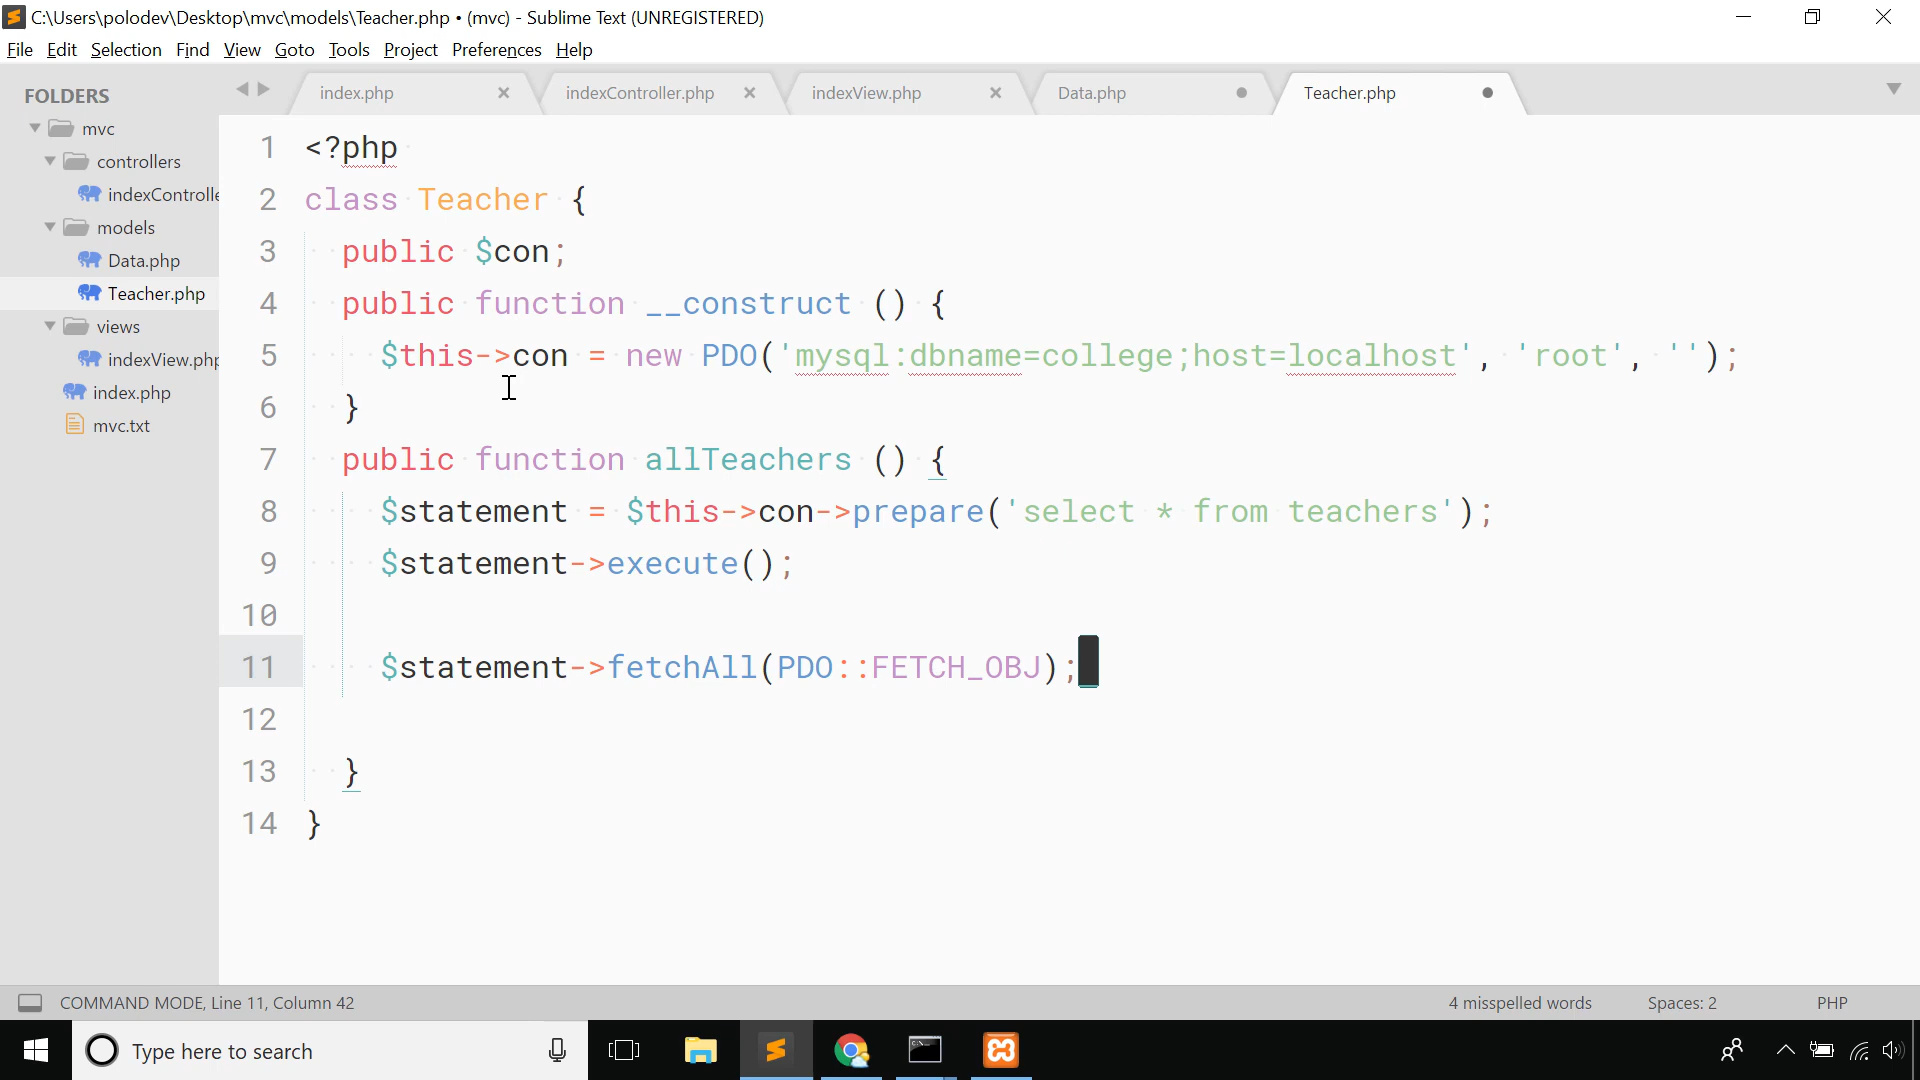 C:\Users\polodev\Desktop\mvc\models\Teacher.php • (mvc) - Sublime Text (UNREGISTERED)
File Edit Selection Find View Goto Tools Project Preferences Help
FOLDERS
mvc
controllers
indexControlle
models
Data.php
Teacher.php
views
indexView.php
index.php
mvc.txt
index.php indexController.php indexView.php Data.php Teacher.php
1 <?php
2 class Teacher {
3 public $con;
4 public function __construct () {
5 $this->con = new PDO('mysql:dbname=college;host=localhost', 'root', '');
6 }
7 public function allTeachers () {
8 $statement = $this->con->prepare('select * from teachers');
9 $statement->execute();
10
11 $statement->fetchAll(PDO::FETCH_OBJ);
12
13 }
14 }
COMMAND MODE, Line 11, Column 42 4 misspelled words Spaces: 2 PHP
Type here to search